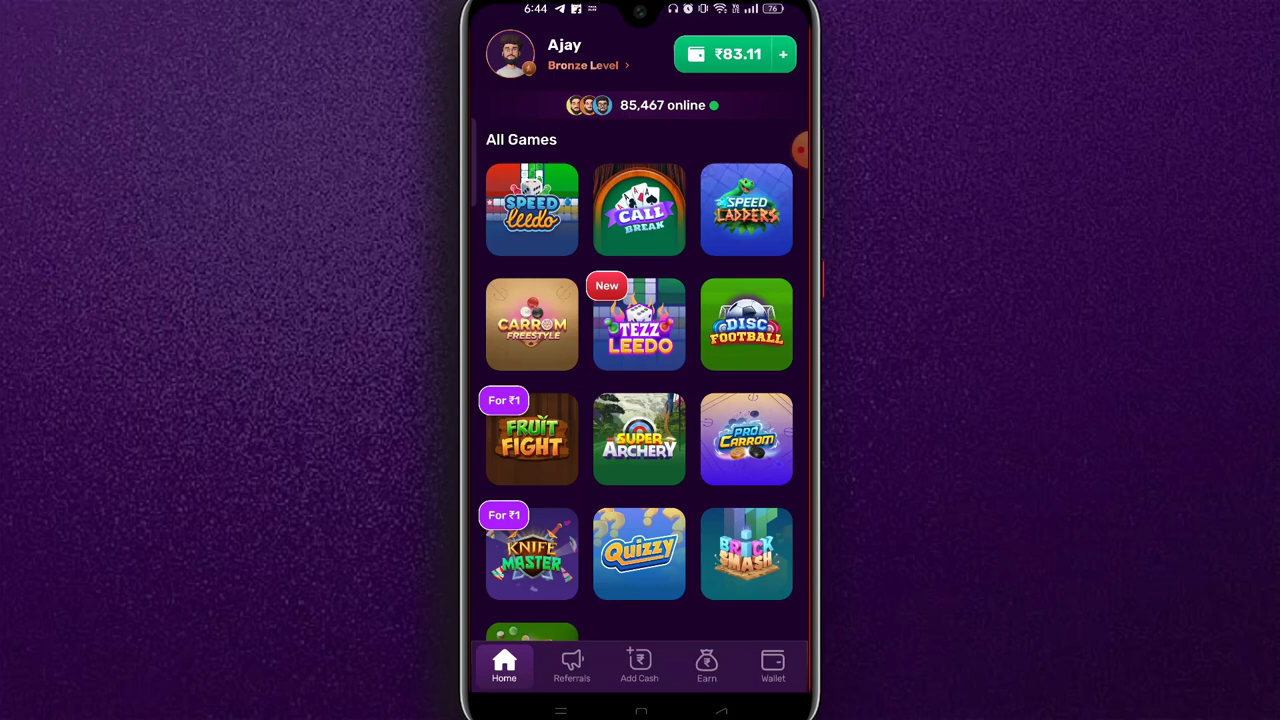 6:44
76
Ajay
₹83.11 +
Bronze Level >
85,467 online
All Games
SPEED
leedo
A A A
CALL
BREAK
SPEED
LADDERS
CARROM
FREESTYLE
New
TEZZ
LEEDO
DISC
FOOTBALL
For ₹1
FRUIT
FIGHT
SUPER
ARCHERY
PRO
CARROM
For ₹1
KNIFE
MASTER
Quizzy
BRICK
SMASH
Home
Referrals
Add Cash
Earn
Wallet